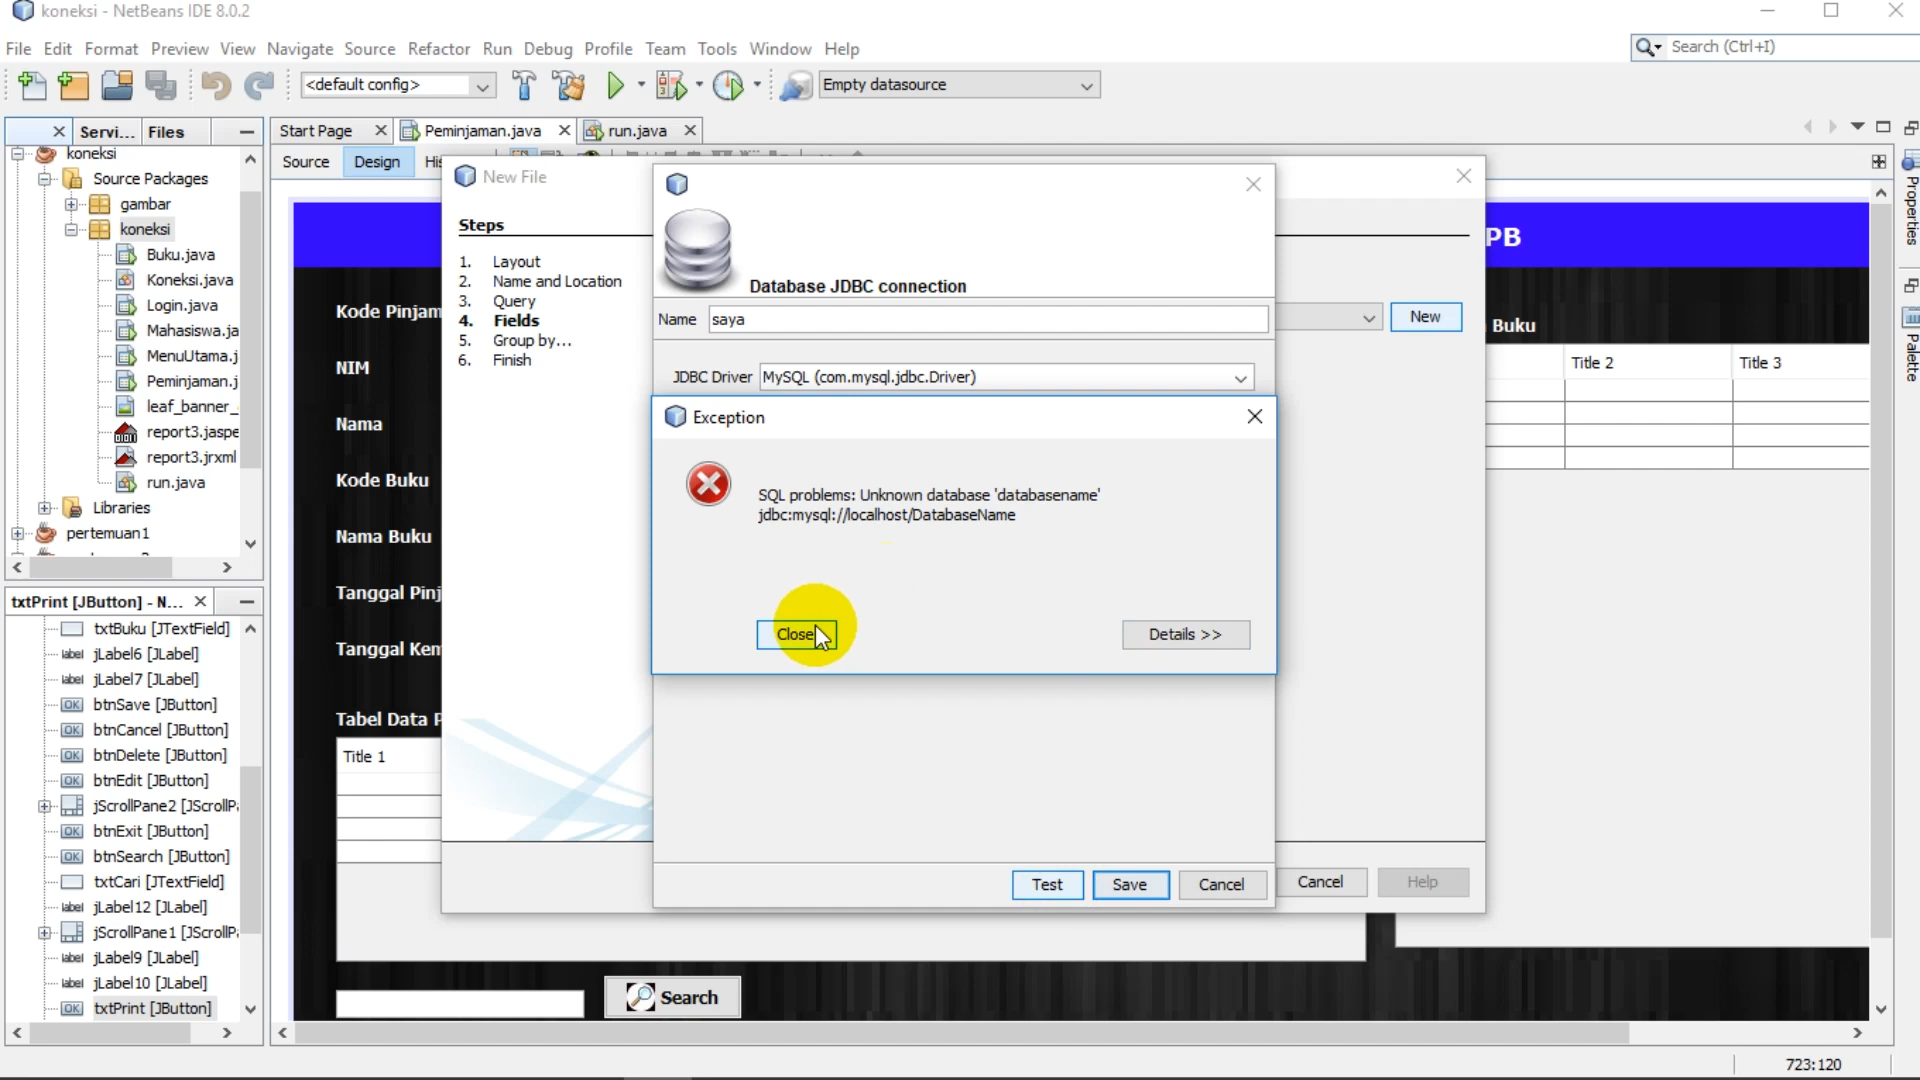 koneksi - NetBeans IDE 8.0.2
File Edit Format Preview View Navigate Source Refactor Run Debug Profile Team Tools Window Help
Search (Ctrl+I)
<default config>
Empty datasource
Servi...
Files
Start Page
Peminjaman.java
run.java
koneksi
Source Packages
gambar
koneksi
Buku.java
Koneksi.java
Login.java
Mahasiswa.ja
MenuUtama.j
Peminjaman.j
leaf_banner_
report3.jaspe
report3.jrxml
run.java
Libraries
pertemuan1
txtPrint [JButton] - N...
txtBuku [JTextField]
jLabel6 [JLabel]
jLabel7 [JLabel]
btnSave [JButton]
btnCancel [JButton]
btnDelete [JButton]
btnEdit [JButton]
jScrollPane2 [JScrollPa
btnExit [JButton]
btnSearch [JButton]
txtCari [JTextField]
jLabel12 [JLabel]
jScrollPane1 [JScrollPa
jLabel9 [JLabel]
jLabel10 [JLabel]
txtPrint [JButton]
Source
Design
His
Kode Pinjam
NIM
Nama
Kode Buku
Nama Buku
Tanggal Pinj
Tanggal Kem
Tabel Data P
Title 1
Search
New File
Steps
1. Layout
2. Name and Location
3. Query
4. Fields
5. Group by...
6. Finish
New
Cancel
Help
Database JDBC connection
Name
saya
JDBC Driver
MySQL (com.mysql.jdbc.Driver)
Exception
SQL problems: Unknown database 'databasename'
jdbc:mysql://localhost/DatabaseName
Close
Details >>
Test
Save
Cancel
PB
Buku
Title 2
Title 3
Properties
Palette
723:120